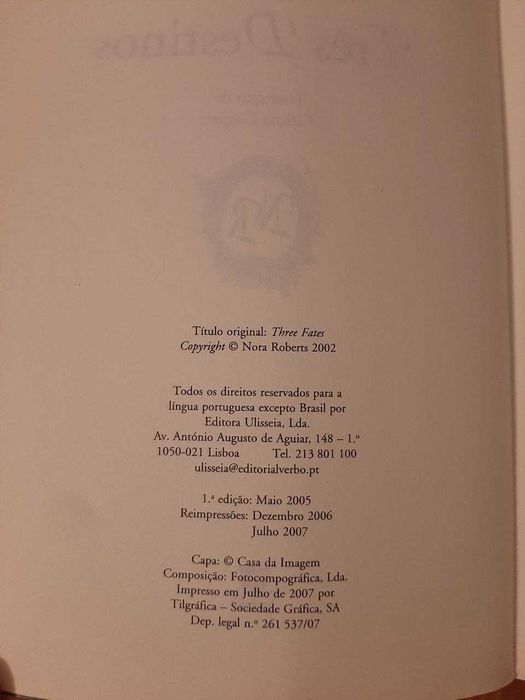 Título original: Three Fates
Copyright © Nora Roberts 2002
Todos os direitos reservados para a
língua portuguesa excepto Brasil por
Editora Ulisseia, Lda.
Av. António Augusto de Aguiar, 148 – 1.º
1050-021 Lisboa Tel. 213 801 100
ulisseia@editorialverbo.pt
1.ª edição: Maio 2005
Reimpressões: Dezembro 2006
Julho 2007
Capa: © Casa da Imagem
Composição: Fotocompográfica, Lda.
Impresso em Julho de 2007 por
Tilgráfica – Sociedade Gráfica, SA
Dep. legal n.º 261 537/07